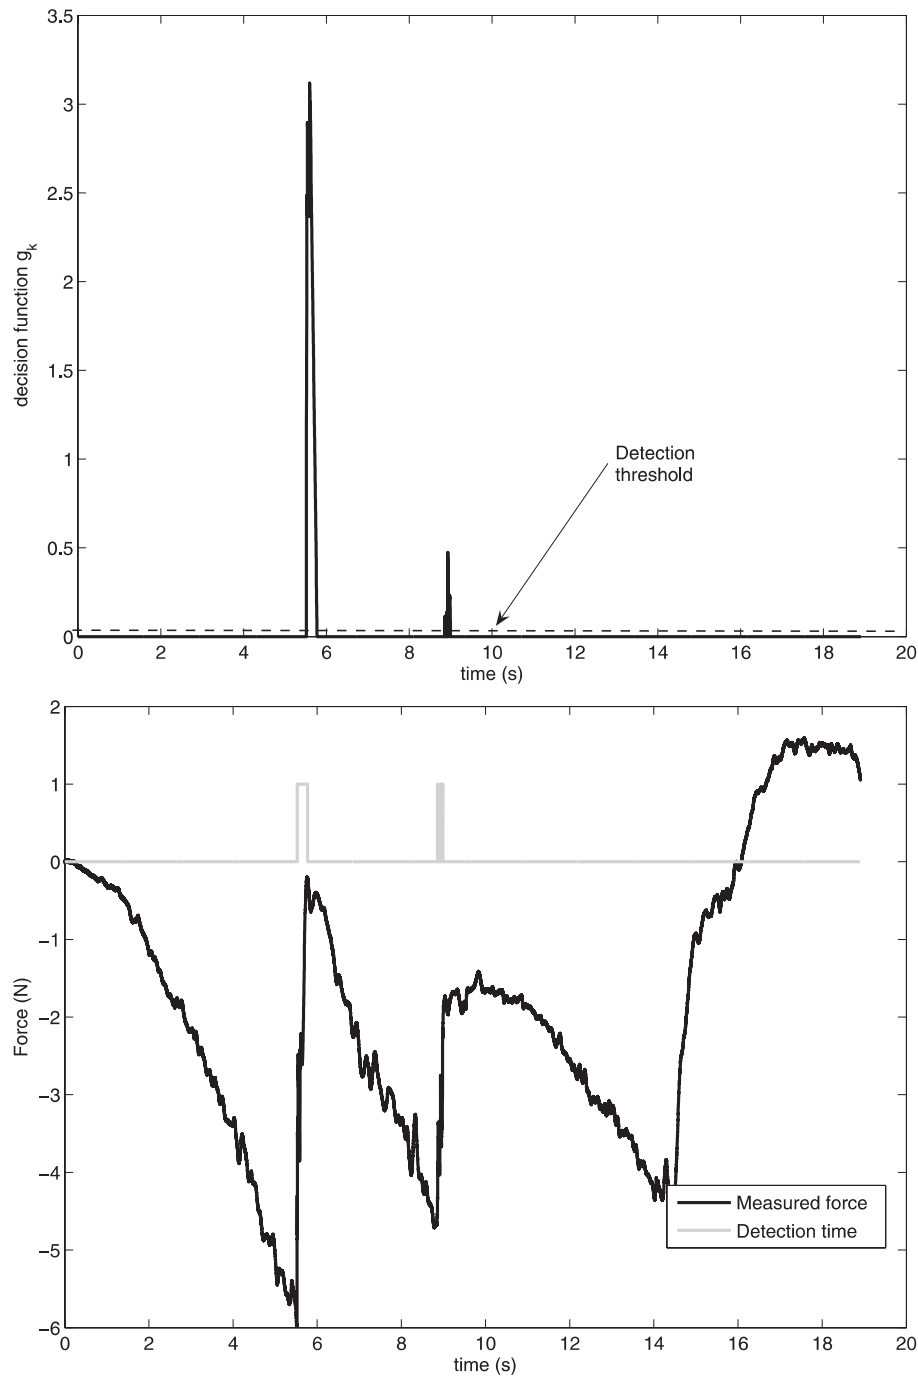 3.5
3
2.5
2
1.5
1
0.5
0
decision function gk
Detection
threshold
0 2 4 6 8 10 12 14 16 18 20
time (s)
2
1
0
−1
−2
−3
−4
−5
−6
Force (N)
Measured force
Detection time
0 2 4 6 8 10 12 14 16 18 20
time (s)